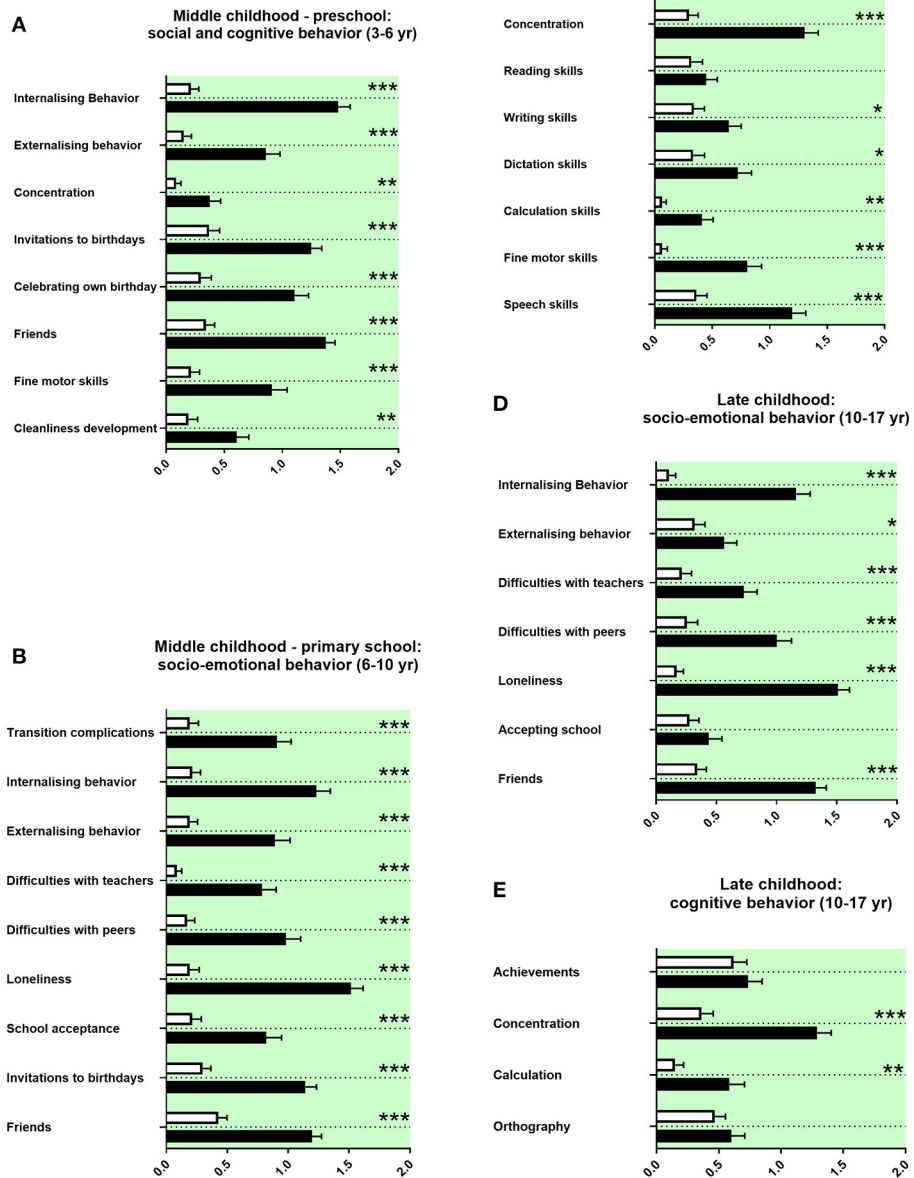 A
Middle childhood - preschool:
social and cognitive behavior (3-6 yr)
Internalising Behavior
***
Externalising behavior
***
Concentration
**
Invitations to birthdays
***
Celebrating own birthday
***
Friends
***
Fine motor skills
***
Cleanliness development
**
0.0
0.5
1.0
1.5
2.0
B
Middle childhood - primary school:
socio-emotional behavior (6-10 yr)
Transition complications
***
Internalising behavior
***
Externalising behavior
***
Difficulties with teachers
***
Difficulties with peers
***
Loneliness
***
School acceptance
***
Invitations to birthdays
***
Friends
***
0.0
0.5
1.0
1.5
2.0
Concentration
***
Reading skills
Writing skills
*
Dictation skills
*
Calculation skills
**
Fine motor skills
***
Speech skills
***
0.0
0.5
1.0
1.5
2.0
D
Late childhood:
socio-emotional behavior (10-17 yr)
Internalising Behavior
***
Externalising behavior
*
Difficulties with teachers
***
Difficulties with peers
***
Loneliness
***
Accepting school
Friends
***
0.0
0.5
1.0
1.5
2.0
E
Late childhood:
cognitive behavior (10-17 yr)
Achievements
Concentration
***
Calculation
**
Orthography
0.0
0.5
1.0
1.5
2.0